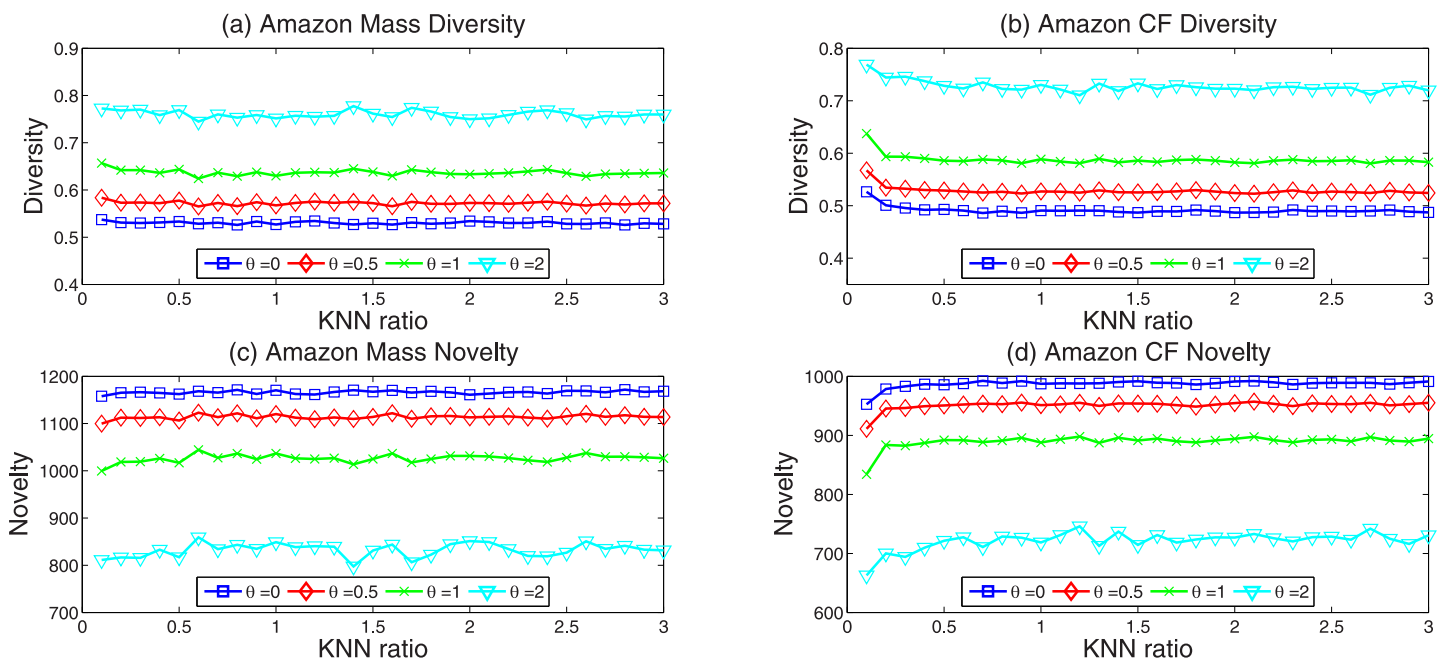 (a) Amazon Mass Diversity
0.9
0.8
0.7
0.6
0.5
0.4
Diversity
θ =0 θ =0.5 θ =1 θ =2
0 0.5 1 1.5 2 2.5 3
KNN ratio
(b) Amazon CF Diversity
0.8
0.7
0.6
0.5
0.4
Diversity
θ =0 θ =0.5 θ =1 θ =2
0 0.5 1 1.5 2 2.5 3
KNN ratio
(c) Amazon Mass Novelty
1200
1100
1000
900
800
700
Novelty
θ =0 θ =0.5 θ =1 θ =2
0 0.5 1 1.5 2 2.5 3
KNN ratio
(d) Amazon CF Novelty
1000
900
800
700
600
Novelty
θ =0 θ =0.5 θ =1 θ =2
0 0.5 1 1.5 2 2.5 3
KNN ratio